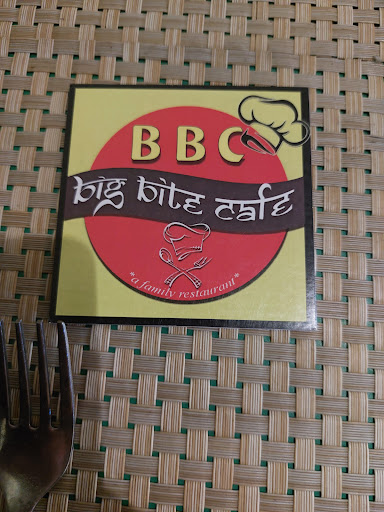 BBC
big bite cafe
*a family restaurant*